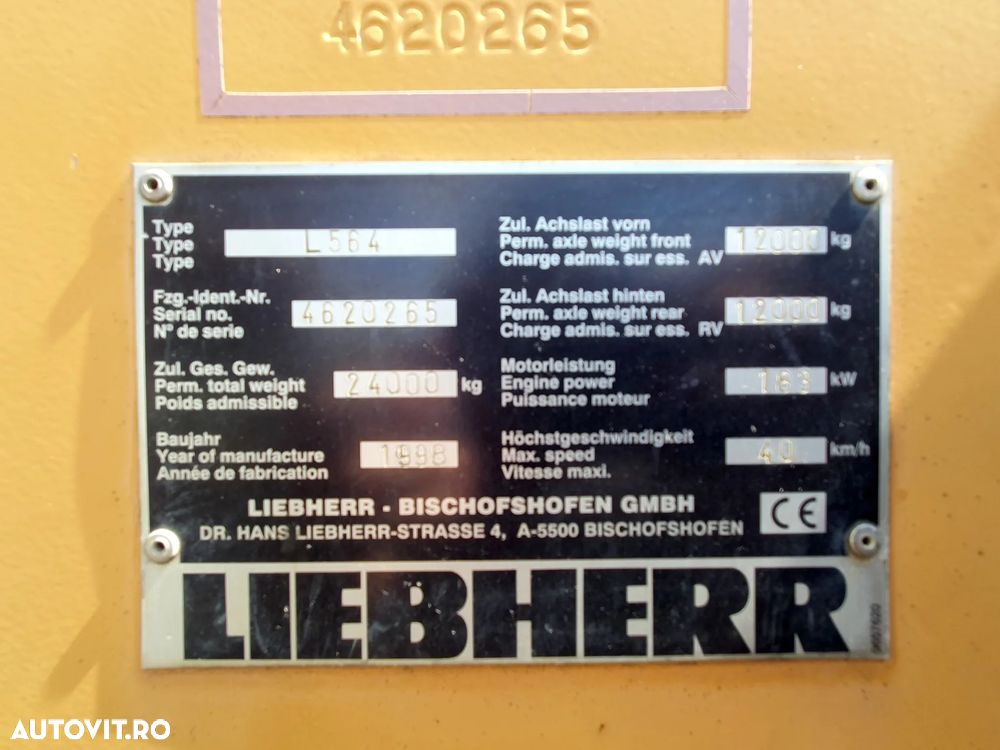 4620265
Type
Type
Type
L564
Zul. Achslast vorn
Perm. axle weight front
Charge admis. sur ess. AV
12000 kg
Fzg.-Ident.-Nr.
Serial no.
N° de serie
4620265
Zul. Achslast hinten
Perm. axle weight rear
Charge admis. sur ess. RV
12000 kg
Zul. Ges. Gew.
Perm. total weight
Poids admissible
24000 kg
Motorleistung
Engine power
Puissance moteur
163 kW
Baujahr
Year of manufacture
Année de fabrication
1998
Höchstgeschwindigkeit
Max. speed
Vitesse maxi.
40 km/h
LIEBHERR - BISCHOFSHOFEN GMBH
DR. HANS LIEBHERR-STRASSE 4, A-5500 BISCHOFSHOFEN
CE
LIEBHERR
AUTOVIT.RO